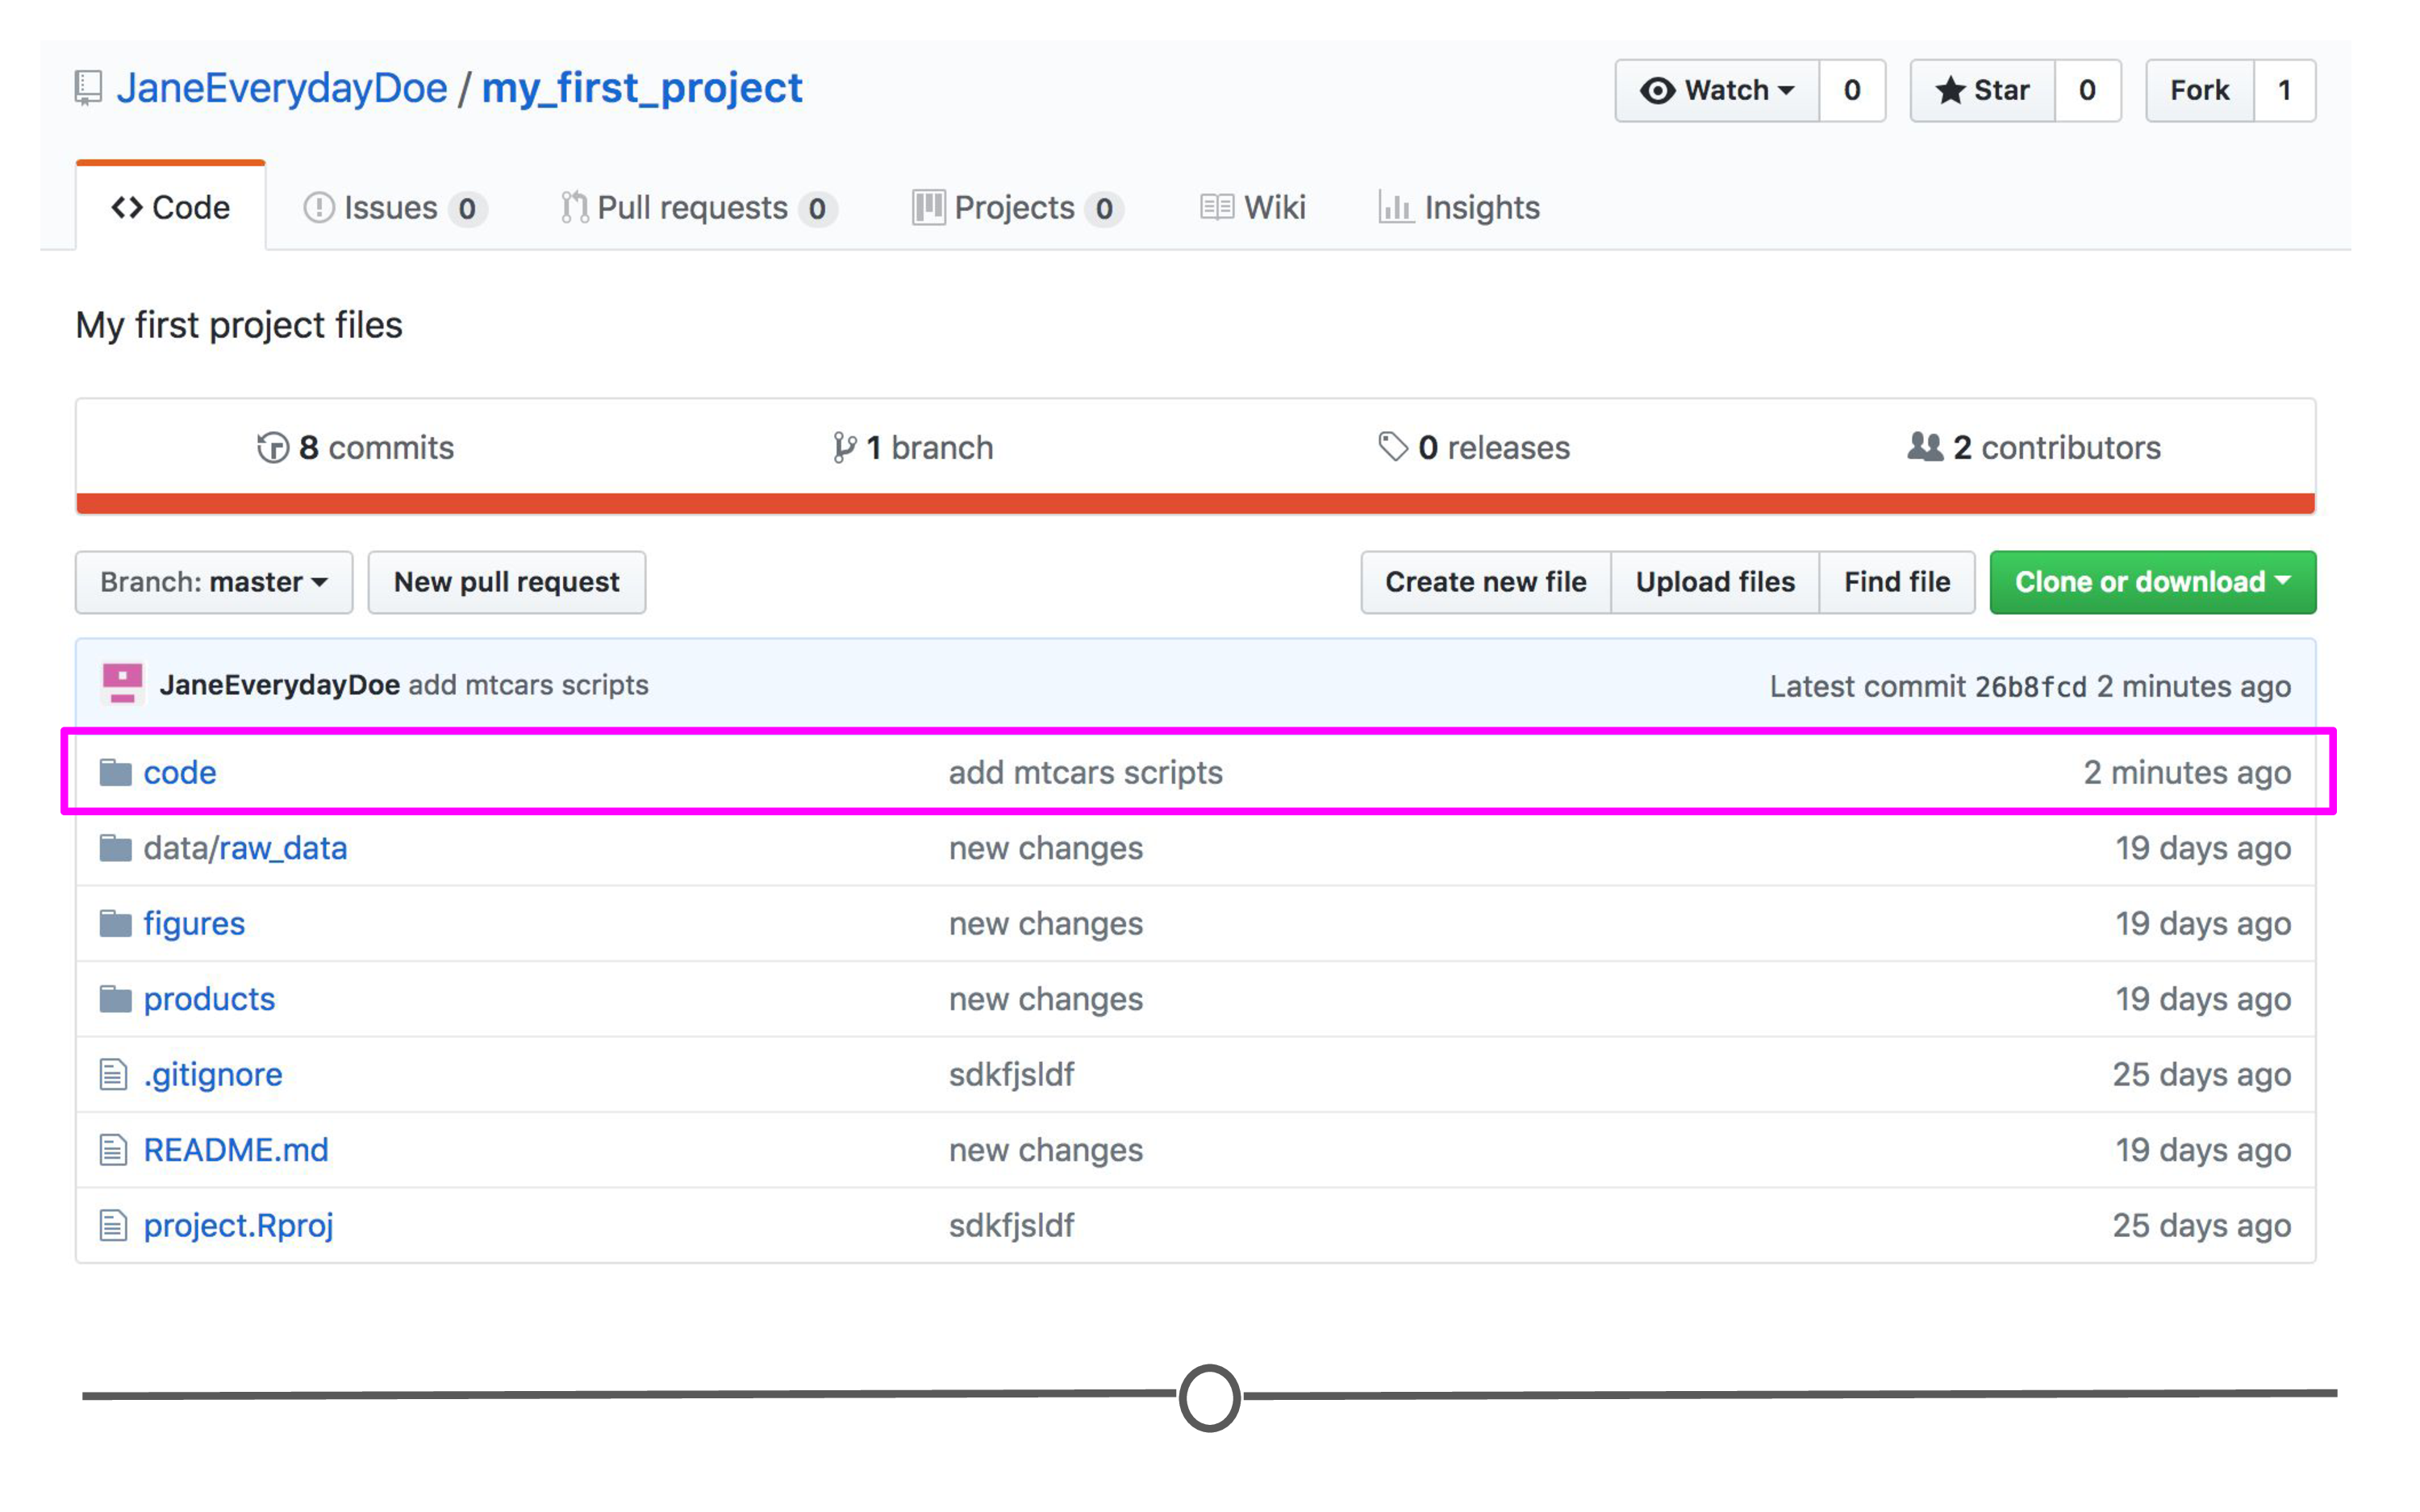 JaneEverydayDoe / my_first_project Watch 0 Star 0 Fork 1
Code Issues 0 Pull requests 0 Projects 0 Wiki Insights
My first project files
8 commits 1 branch 0 releases 2 contributors
Branch: master New pull request Create new file Upload files Find file Clone or download
JaneEverydayDoe add mtcars scripts Latest commit 26b8fcd 2 minutes ago
code add mtcars scripts 2 minutes ago
data/raw_data new changes 19 days ago
figures new changes 19 days ago
products new changes 19 days ago
.gitignore sdkfjsldf 25 days ago
README.md new changes 19 days ago
project.Rproj sdkfjsldf 25 days ago